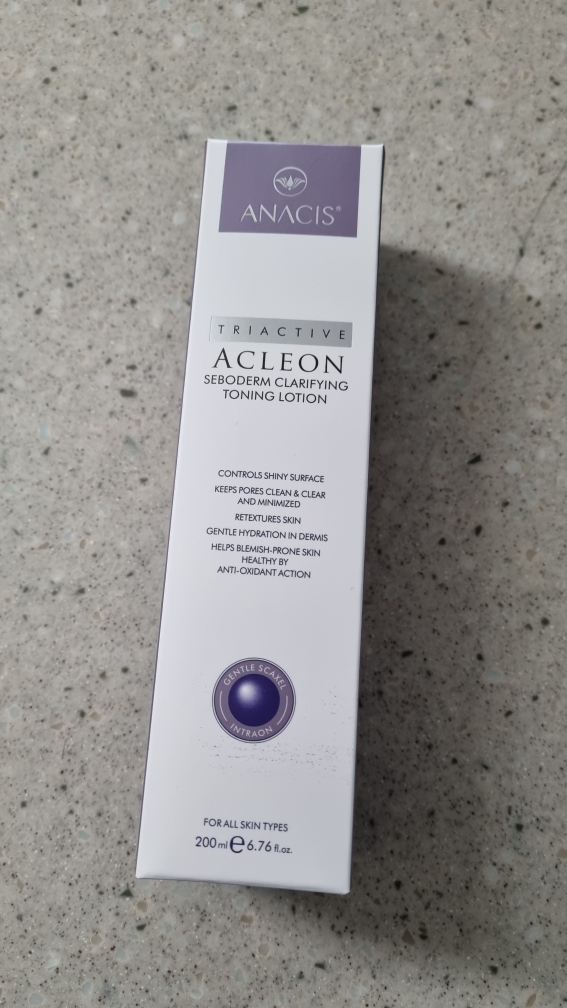 ANACIS®
TRIACTIVE
ACLEON
SEBODERM CLARIFYING
TONING LOTION
CONTROLS SHINY SURFACE
KEEPS PORES CLEAN & CLEAR
AND MINIMIZED
RETEXTURES SKIN
GENTLE HYDRATION IN DERMIS
HELPS BLEMISH-PRONE SKIN
HEALTHY BY
ANTI-OXIDANT ACTION
GENTLE SCAXEL
INTRAON
FOR ALL SKIN TYPES
200 ml e 6.76 fl.oz.